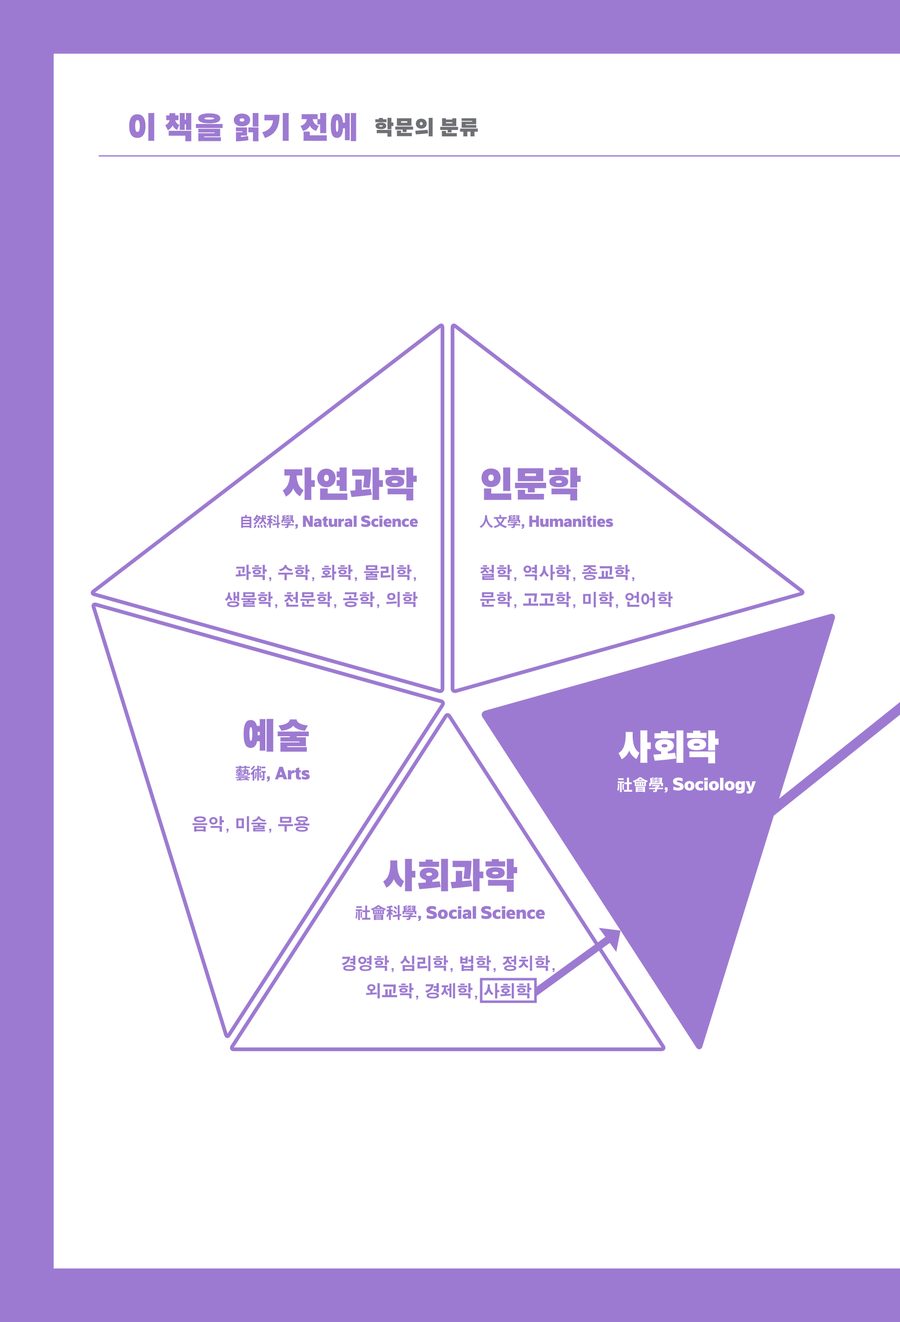 이 책을 읽기 전에 학문의 분류
자연과학
自然科學, Natural Science
과학, 수학, 화학, 물리학,
생물학, 천문학, 공학, 의학
인문학
人文學, Humanities
철학, 역사학, 종교학,
문학, 고고학, 미학, 언어학
예술
藝術, Arts
음악, 미술, 무용
사회학
社會學, Sociology
사회과학
社會科學, Social Science
경영학, 심리학, 법학, 정치학,
외교학, 경제학, 사회학